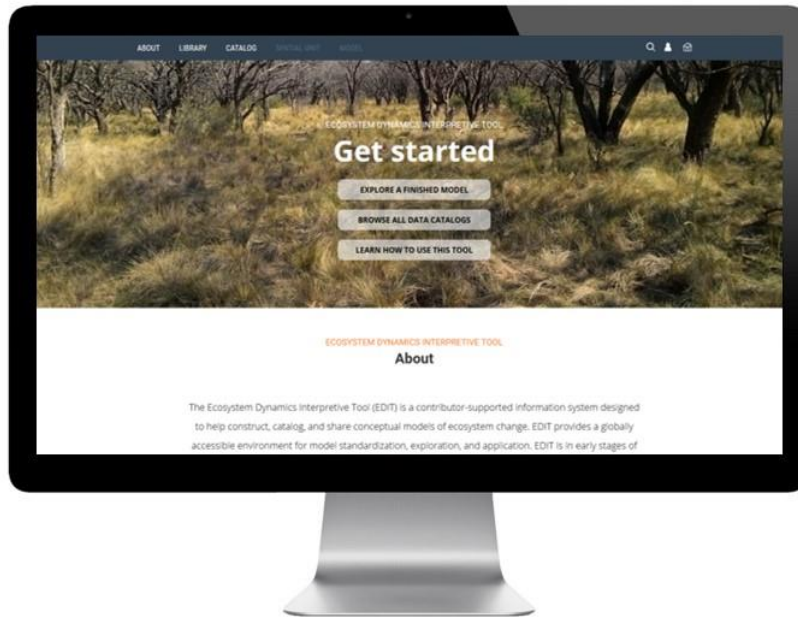 ABOUT LIBRARY CATALOG SPATIAL UNIT MODEL
ECOSYSTEM DYNAMICS INTERPRETIVE TOOL
Get started
EXPLORE A FINISHED MODEL
BROWSE ALL DATA CATALOGS
LEARN HOW TO USE THIS TOOL
ECOSYSTEM DYNAMICS INTERPRETIVE TOOL
About
The Ecosystem Dynamics Interpretive Tool (EDIT) is a contributor-supported information system designed
to help construct, catalog, and share conceptual models of ecosystem change. EDIT provides a globally
accessible environment for model standardization, exploration, and application. EDIT is in early stages of